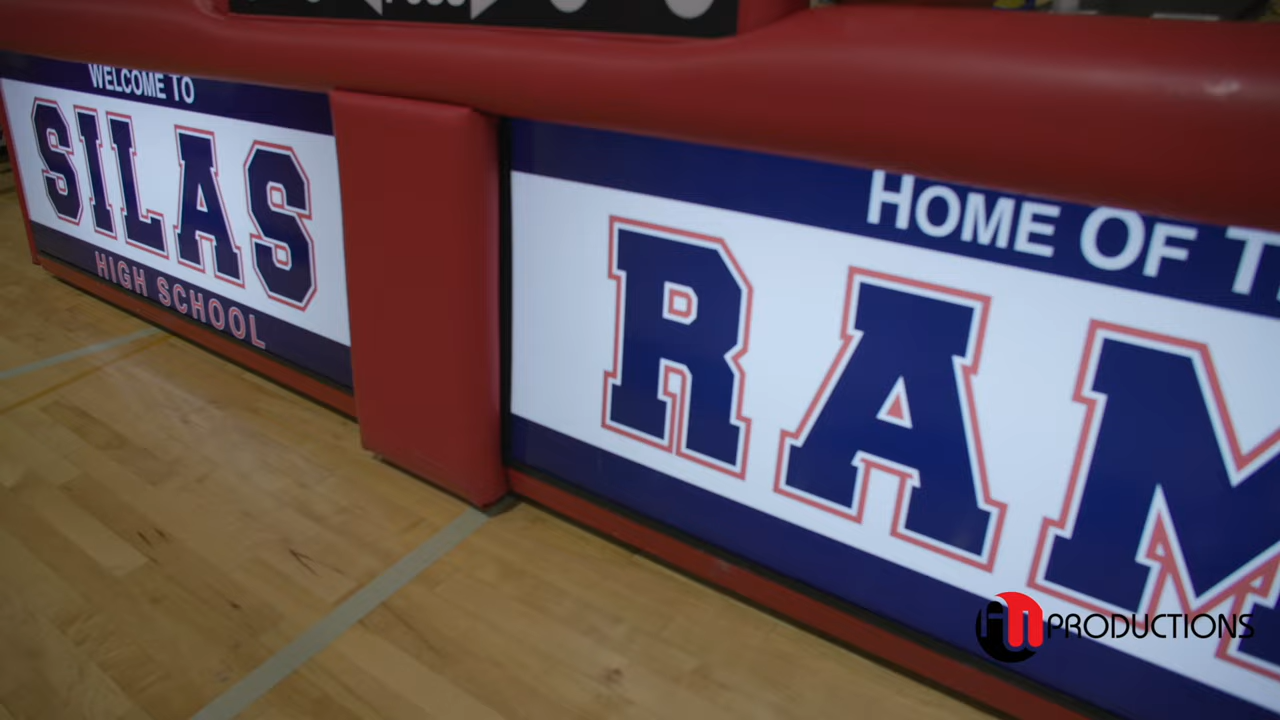 WELCOME TO
SILAS
HIGH SCHOOL
HOME OF T
RAM
PRODUCTIONS